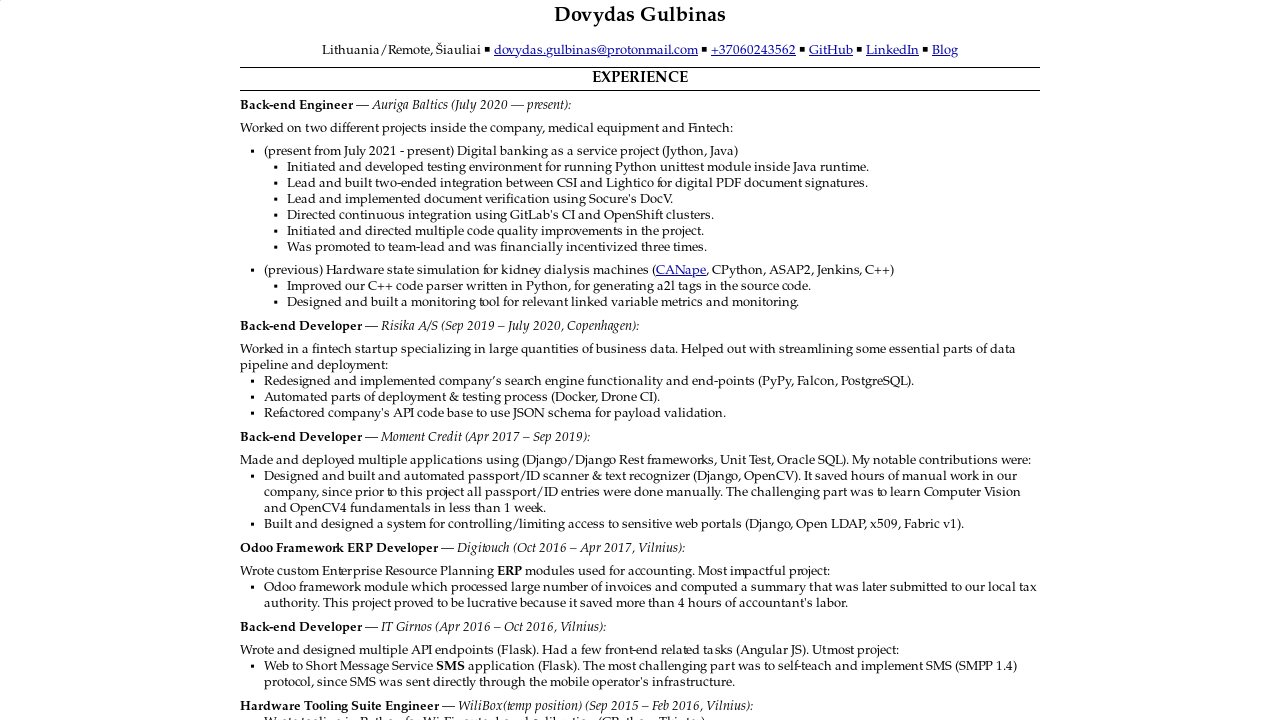 Dovydas Gulbinas
Lithuania/Remote, Šiauliai ▪ dovydas.gulbinas@protonmail.com ▪ +37060243562 ▪ GitHub ▪ LinkedIn ▪ Blog
EXPERIENCE
Back-end Engineer — Auriga Baltics (July 2020 — present):
Worked on two different projects inside the company, medical equipment and Fintech:
▪ (present from July 2021 - present) Digital banking as a service project (Jython, Java)
▪ Initiated and developed testing environment for running Python unittest module inside Java runtime.
▪ Lead and built two-ended integration between CSI and Lightico for digital PDF document signatures.
▪ Lead and implemented document verification using Socure's DocV.
▪ Directed continuous integration using GitLab's CI and OpenShift clusters.
▪ Initiated and directed multiple code quality improvements in the project.
▪ Was promoted to team-lead and was financially incentivized three times.
▪ (previous) Hardware state simulation for kidney dialysis machines (CANape, CPython, ASAP2, Jenkins, C++)
▪ Improved our C++ code parser written in Python, for generating a2l tags in the source code.
▪ Designed and built a monitoring tool for relevant linked variable metrics and monitoring.
Back-end Developer — Risika A/S (Sep 2019 – July 2020, Copenhagen):
Worked in a fintech startup specializing in large quantities of business data. Helped out with streamlining some essential parts of data
pipeline and deployment:
▪ Redesigned and implemented company’s search engine functionality and end-points (PyPy, Falcon, PostgreSQL).
▪ Automated parts of deployment & testing process (Docker, Drone CI).
▪ Refactored company's API code base to use JSON schema for payload validation.
Back-end Developer — Moment Credit (Apr 2017 – Sep 2019):
Made and deployed multiple applications using (Django/Django Rest frameworks, Unit Test, Oracle SQL). My notable contributions were:
▪ Designed and built and automated passport/ID scanner & text recognizer (Django, OpenCV). It saved hours of manual work in our
company, since prior to this project all passport/ID entries were done manually. The challenging part was to learn Computer Vision
and OpenCV4 fundamentals in less than 1 week.
▪ Built and designed a system for controlling/limiting access to sensitive web portals (Django, Open LDAP, x509, Fabric v1).
Odoo Framework ERP Developer — Digitouch (Oct 2016 – Apr 2017, Vilnius):
Wrote custom Enterprise Resource Planning ERP modules used for accounting. Most impactful project:
▪ Odoo framework module which processed large number of invoices and computed a summary that was later submitted to our local tax
authority. This project proved to be lucrative because it saved more than 4 hours of accountant's labor.
Back-end Developer — IT Girnos (Apr 2016 – Oct 2016, Vilnius):
Wrote and designed multiple API endpoints (Flask). Had a few front-end related tasks (Angular JS). Utmost project:
▪ Web to Short Message Service SMS application (Flask). The most challenging part was to self-teach and implement SMS (SMPP 1.4)
protocol, since SMS was sent directly through the mobile operator's infrastructure.
Hardware Tooling Suite Engineer — WiliBox(temp position) (Sep 2015 – Feb 2016, Vilnius):